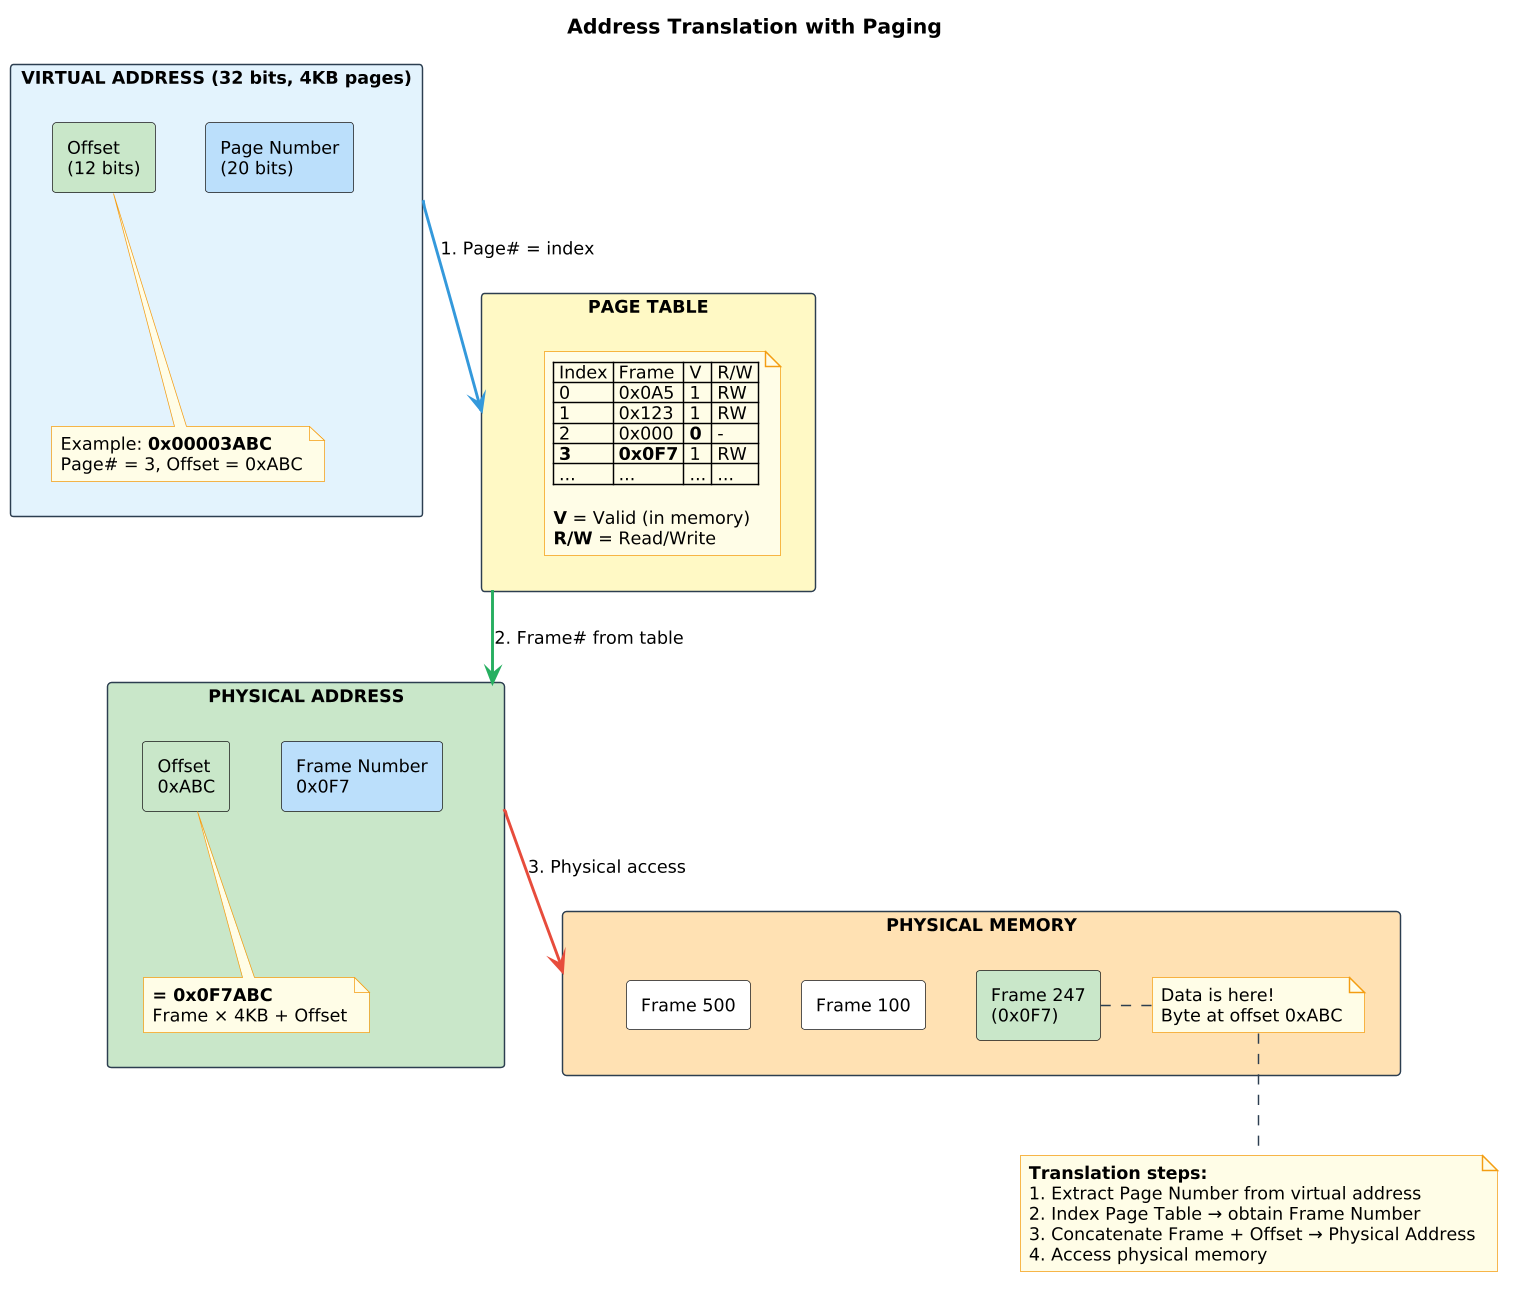 Address Translation with Paging
VIRTUAL ADDRESS (32 bits, 4KB pages)
Offset
(12 bits)
Page Number
(20 bits)
1. Page# = index
Example: 0x00003ABC
Page# = 3, Offset = 0xABC
PAGE TABLE
Index Frame V R/W
0 0x0A5 1 RW
1 0x123 1 RW
2 0x000 0 -
3 0x0F7 1 RW
... ... ... ...
V = Valid (in memory)
R/W = Read/Write
2. Frame# from table
PHYSICAL ADDRESS
Offset
0xABC
Frame Number
0x0F7
3. Physical access
= 0x0F7ABC
Frame × 4KB + Offset
PHYSICAL MEMORY
Frame 500
Frame 100
Frame 247
(0x0F7)
Data is here!
Byte at offset 0xABC
Translation steps:
1. Extract Page Number from virtual address
2. Index Page Table → obtain Frame Number
3. Concatenate Frame + Offset → Physical Address
4. Access physical memory